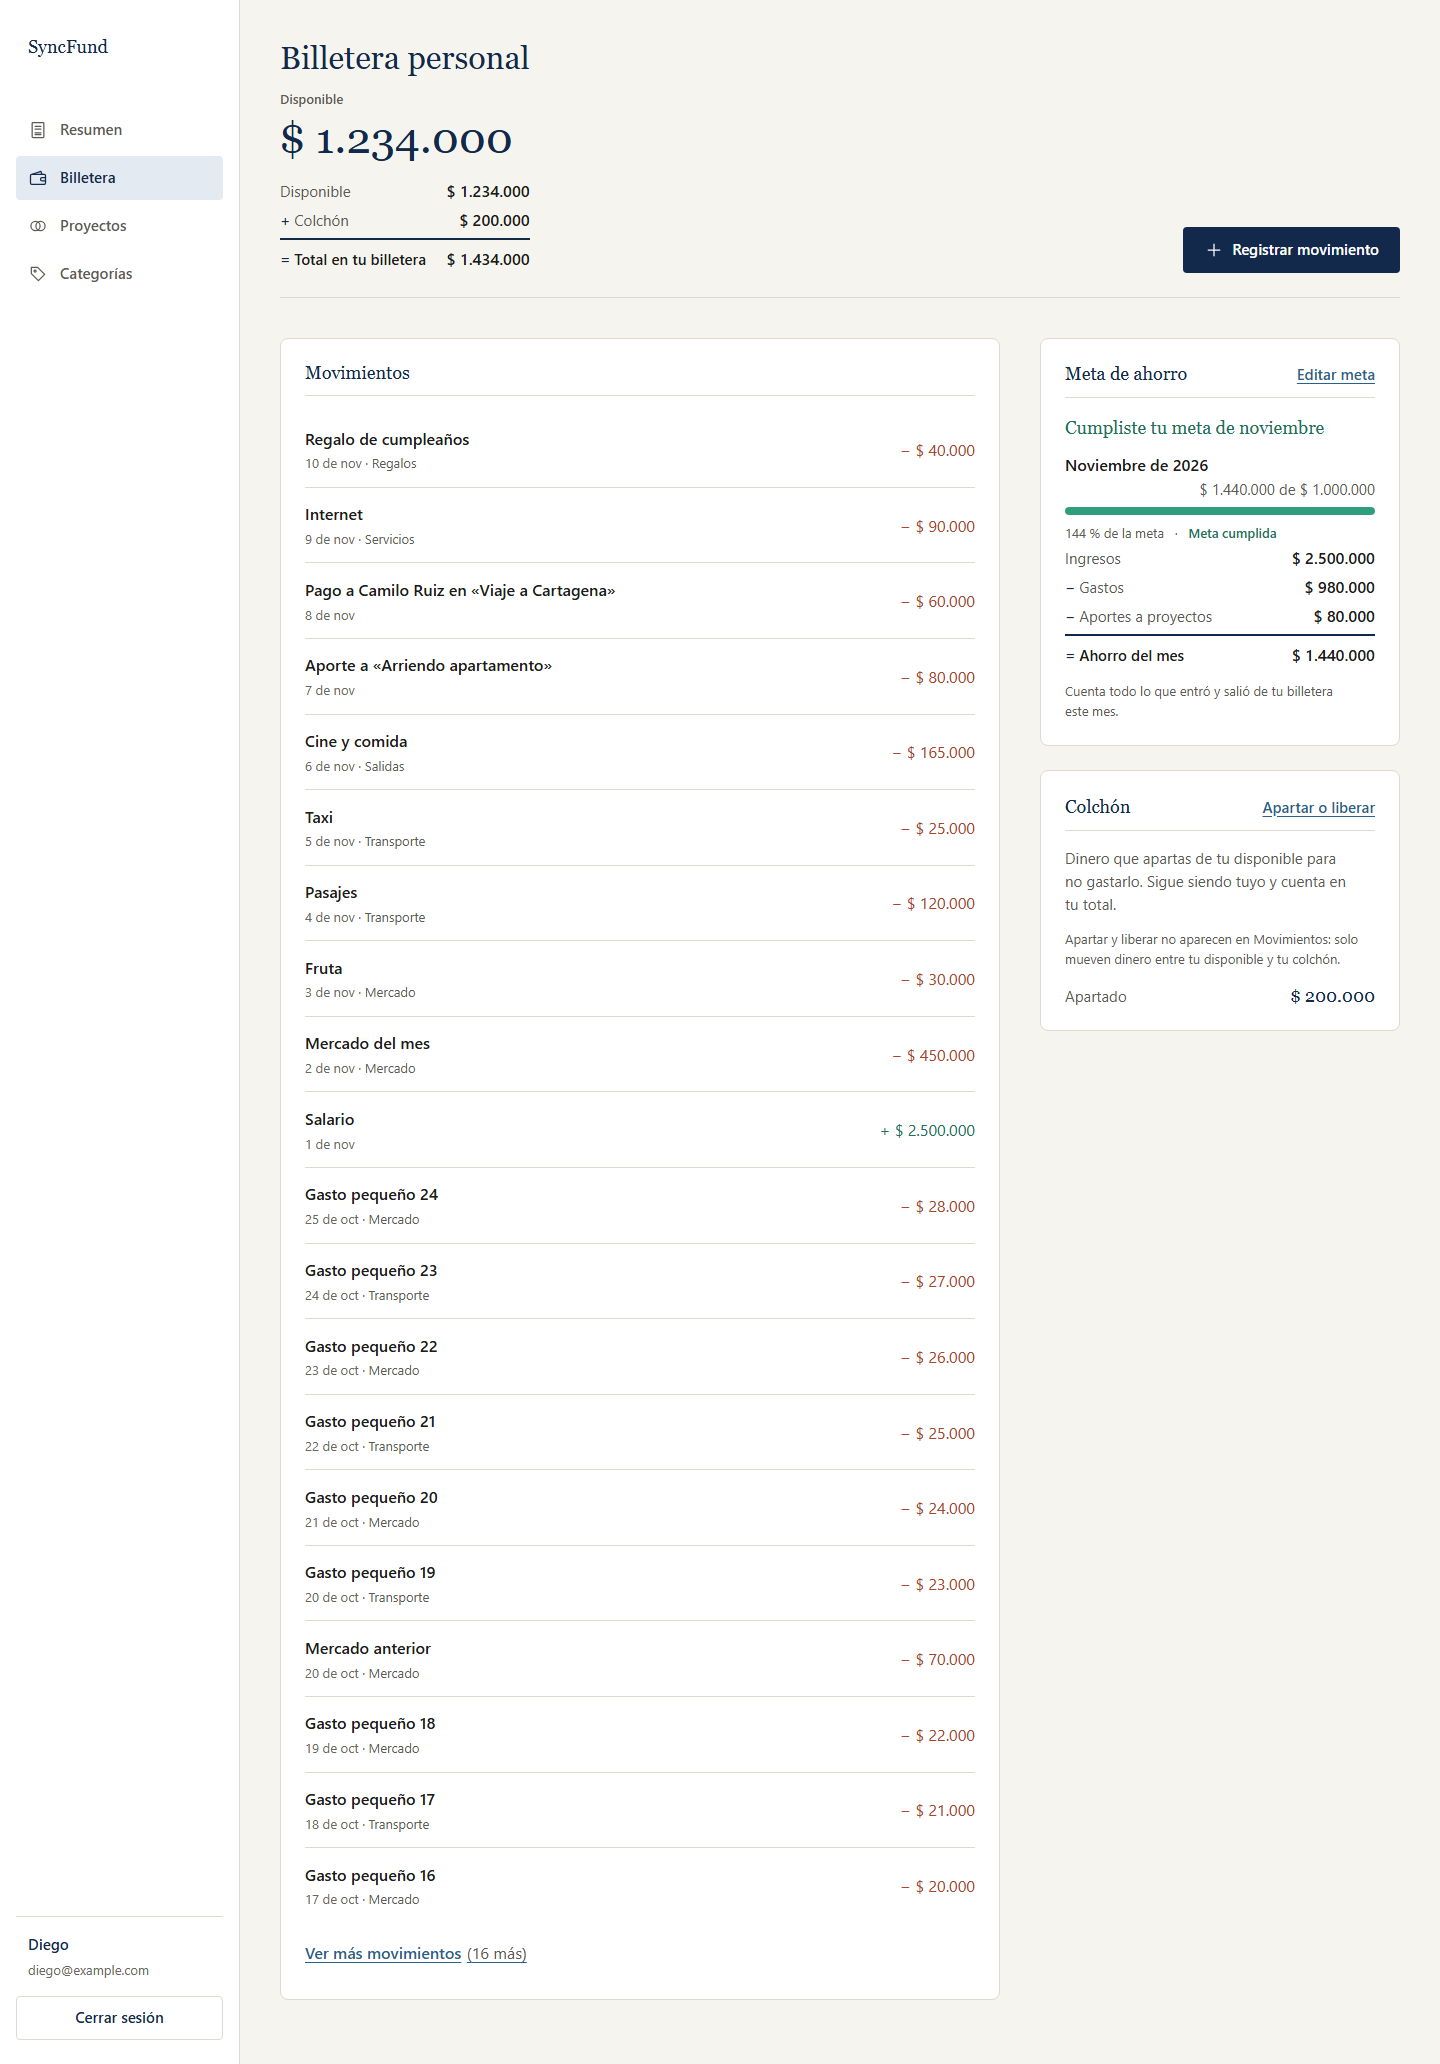 SyncFund
Resumen
Billetera
Proyectos
Categorías
Diego
diego@example.com
Cerrar sesión
Billetera personal
Disponible
$ 1.234.000
Disponible $ 1.234.000
+ Colchón $ 200.000
= Total en tu billetera $ 1.434.000
Registrar movimiento
Movimientos
Regalo de cumpleaños
10 de nov · Regalos
− $ 40.000
Internet
9 de nov · Servicios
− $ 90.000
Pago a Camilo Ruiz en «Viaje a Cartagena»
8 de nov
− $ 60.000
Aporte a «Arriendo apartamento»
7 de nov
− $ 80.000
Cine y comida
6 de nov · Salidas
− $ 165.000
Taxi
5 de nov · Transporte
− $ 25.000
Pasajes
4 de nov · Transporte
− $ 120.000
Fruta
3 de nov · Mercado
− $ 30.000
Mercado del mes
2 de nov · Mercado
− $ 450.000
Salario
1 de nov
+ $ 2.500.000
Gasto pequeño 24
25 de oct · Mercado
− $ 28.000
Gasto pequeño 23
24 de oct · Transporte
− $ 27.000
Gasto pequeño 22
23 de oct · Mercado
− $ 26.000
Gasto pequeño 21
22 de oct · Transporte
− $ 25.000
Gasto pequeño 20
21 de oct · Mercado
− $ 24.000
Gasto pequeño 19
20 de oct · Transporte
− $ 23.000
Mercado anterior
20 de oct · Mercado
− $ 70.000
Gasto pequeño 18
19 de oct · Mercado
− $ 22.000
Gasto pequeño 17
18 de oct · Transporte
− $ 21.000
Gasto pequeño 16
17 de oct · Mercado
− $ 20.000
Ver más movimientos (16 más)
Meta de ahorro Editar meta
Cumpliste tu meta de noviembre
Noviembre de 2026
$ 1.440.000 de $ 1.000.000
144 % de la meta · Meta cumplida
Ingresos $ 2.500.000
− Gastos $ 980.000
− Aportes a proyectos $ 80.000
= Ahorro del mes $ 1.440.000
Cuenta todo lo que entró y salió de tu billetera
este mes.
Colchón Apartar o liberar
Dinero que apartas de tu disponible para
no gastarlo. Sigue siendo tuyo y cuenta en
tu total.
Apartar y liberar no aparecen en Movimientos: solo
mueven dinero entre tu disponible y tu colchón.
Apartado $ 200.000